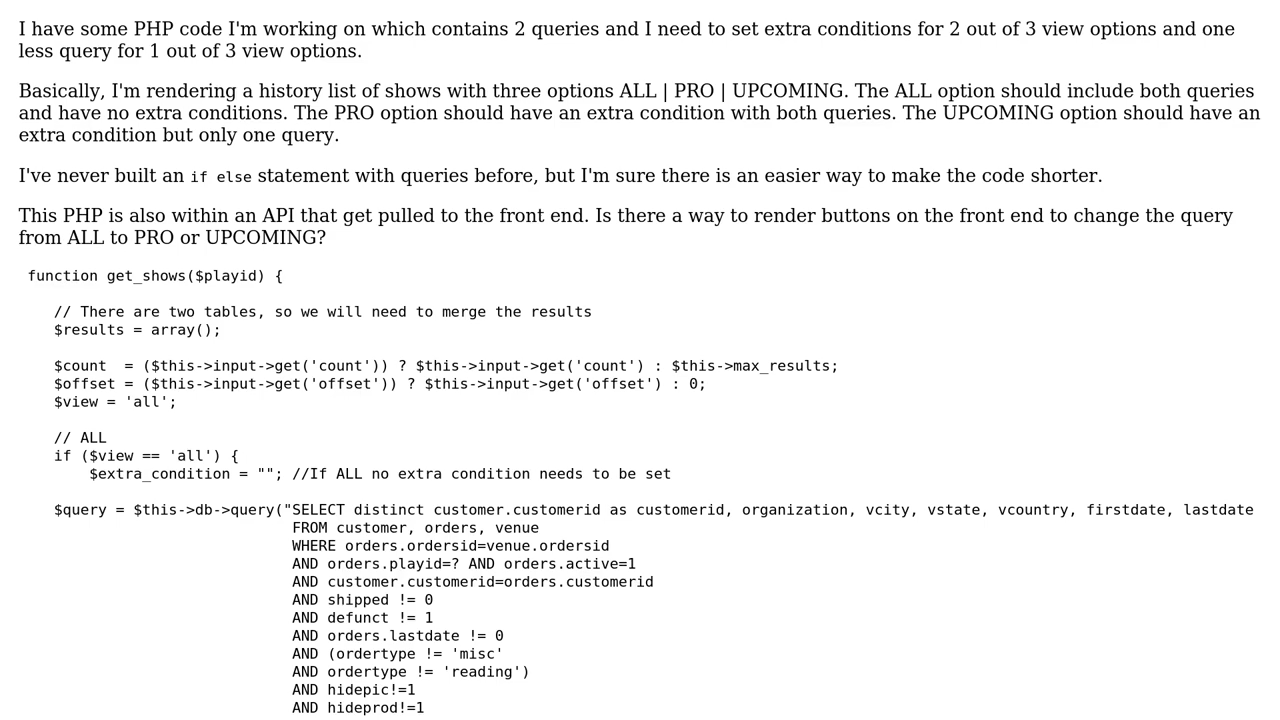 I have some PHP code I'm working on which contains 2 queries and I need to set extra conditions for 2 out of 3 view options and one
less query for 1 out of 3 view options.
Basically, I'm rendering a history list of shows with three options ALL | PRO | UPCOMING. The ALL option should include both queries
and have no extra conditions. The PRO option should have an extra condition with both queries. The UPCOMING option should have an
extra condition but only one query.
I've never built an if else statement with queries before, but I'm sure there is an easier way to make the code shorter.
This PHP is also within an API that get pulled to the front end. Is there a way to render buttons on the front end to change the query
from ALL to PRO or UPCOMING?
function get_shows($playid) {
// There are two tables, so we will need to merge the results
$results = array();
$count  = ($this->input->get('count')) ? $this->input->get('count') : $this->max_results;
$offset = ($this->input->get('offset')) ? $this->input->get('offset') : 0;
$view = 'all';
// ALL
if ($view == 'all') {
$extra_condition = ""; //If ALL no extra condition needs to be set
$query = $this->db->query("SELECT distinct customer.customerid as customerid, organization, vcity, vstate, vcountry, firstdate, lastdate
FROM customer, orders, venue
WHERE orders.ordersid=venue.ordersid
AND orders.playid=? AND orders.active=1
AND customer.customerid=orders.customerid
AND shipped != 0
AND defunct != 1
AND orders.lastdate != 0
AND (ordertype != 'misc'
AND ordertype != 'reading')
AND hidepic!=1
AND hideprod!=1